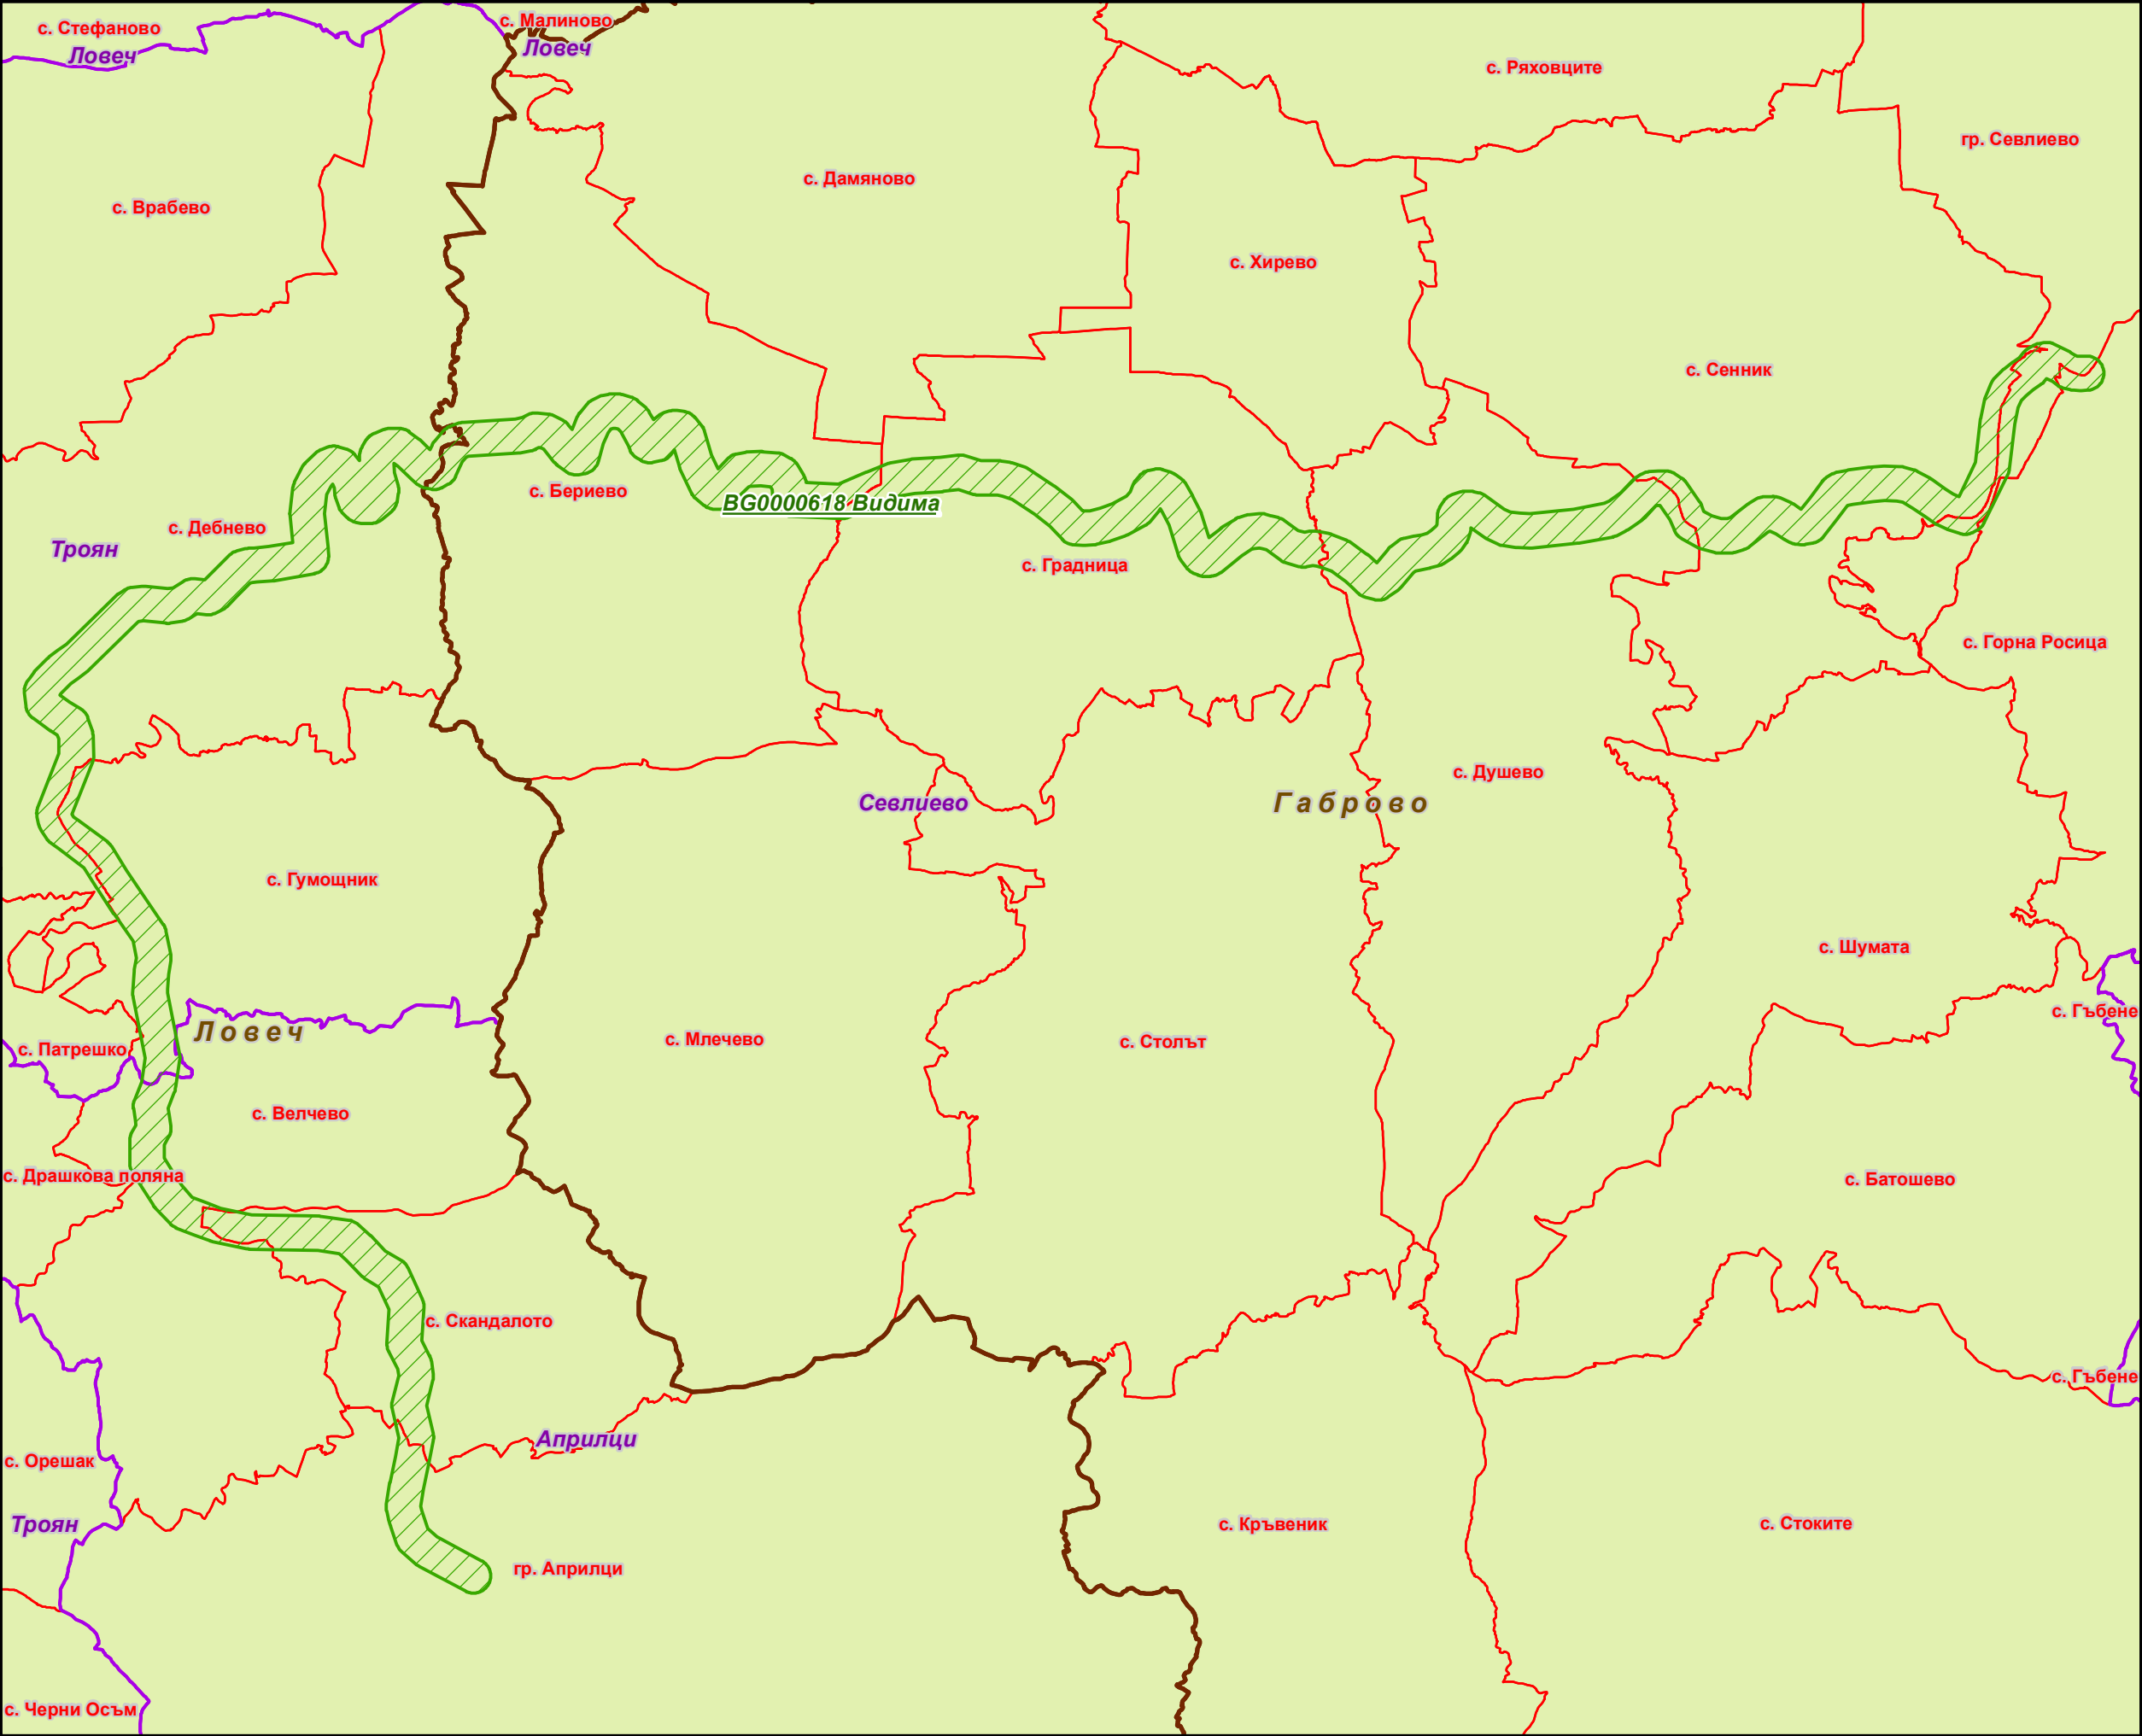 с. Малиново
с. Стефаново
Ловеч
Ловеч
с. Ряховците
гр. Севлиево
с. Дамяново
с. Врабево
с. Хирево
с. Сенник
с. Бериево
BG0000618 Видима
с. Дебнево
Троян
с. Градница
с. Горна Росица
с. Душево
Севлиево
Габрово
с. Гумощник
с. Шумата
с. Гъбене
Ловеч
с. Млечево
с. Столът
с. Патрешко
с. Велчево
с. Драшкова поляна
с. Батошево
с. Скандалото
с. Гъбене
Априлци
с. Орешак
Троян
с. Кръвеник
с. Стоките
гр. Априлци
с. Черни Осъм